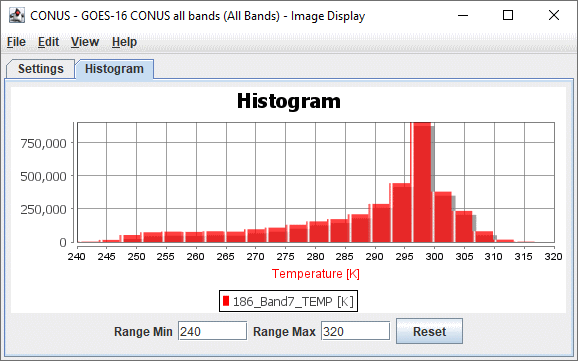 CONUS - GOES-16 CONUS all bands (All Bands) - Image Display
File Edit View Help
Settings Histogram
Histogram
750,000
500,000
250,000
0
240 245 250 255 260 265 270 275 280 285 290 295 300 305 310 315 320
Temperature [K]
186_Band7_TEMP [K]
Range Min 240 Range Max 320 Reset